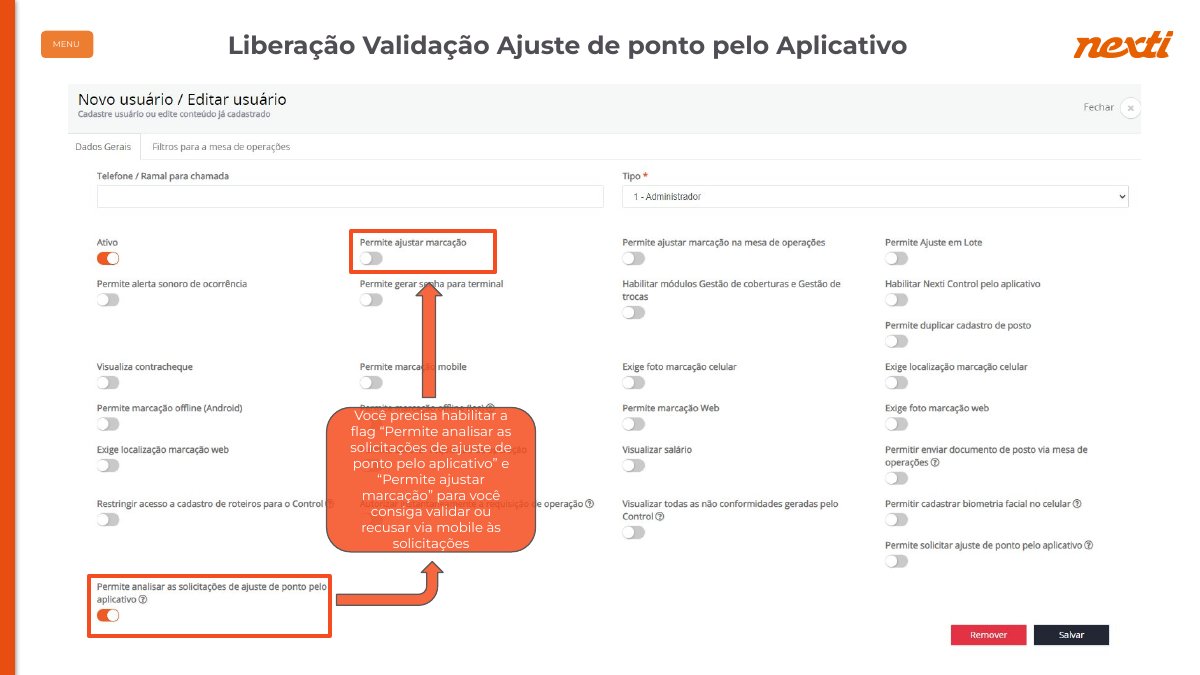 MENU
Liberação Validação Ajuste de ponto pelo Aplicativo
nexti
Novo usuário / Editar usuário
Cadastre usuário ou edite conteúdo já cadastrado
Fechar
Dados Gerais
Filtros para a mesa de operações
Telefone / Ramal para chamada
Tipo *
1 - Administrador
Ativo
Permite ajustar marcação
Permite ajustar marcação na mesa de operações
Permite Ajuste em Lote
Permite alerta sonoro de ocorrência
Permite gerar senha para terminal
Habilitar módulos Gestão de coberturas e Gestão de
trocas
Habilitar Nexti Control pelo aplicativo
Permite duplicar cadastro de posto
Visualiza contracheque
Permite marcação mobile
Exige foto marcação celular
Exige localização marcação celular
Permite marcação offline (Android)
Permite marcação Web
Exige foto marcação web
Exige localização marcação web
Visualizar salário
Permitir enviar documento de posto via mesa de
operações
Restringir acesso a cadastro de roteiros para o Control
de operação
Visualizar todas as não conformidades geradas pelo
Control
Permitir cadastrar biometria facial no celular
Permite solicitar ajuste de ponto pelo aplicativo
Você precisa habilitar a
flag “Permite analisar as
solicitações de ajuste de
ponto pelo aplicativo” e
“Permite ajustar
marcação” para você
consiga validar ou
recusar via mobile às
solicitações
Permite analisar as solicitações de ajuste de ponto pelo
aplicativo
Remover
Salvar